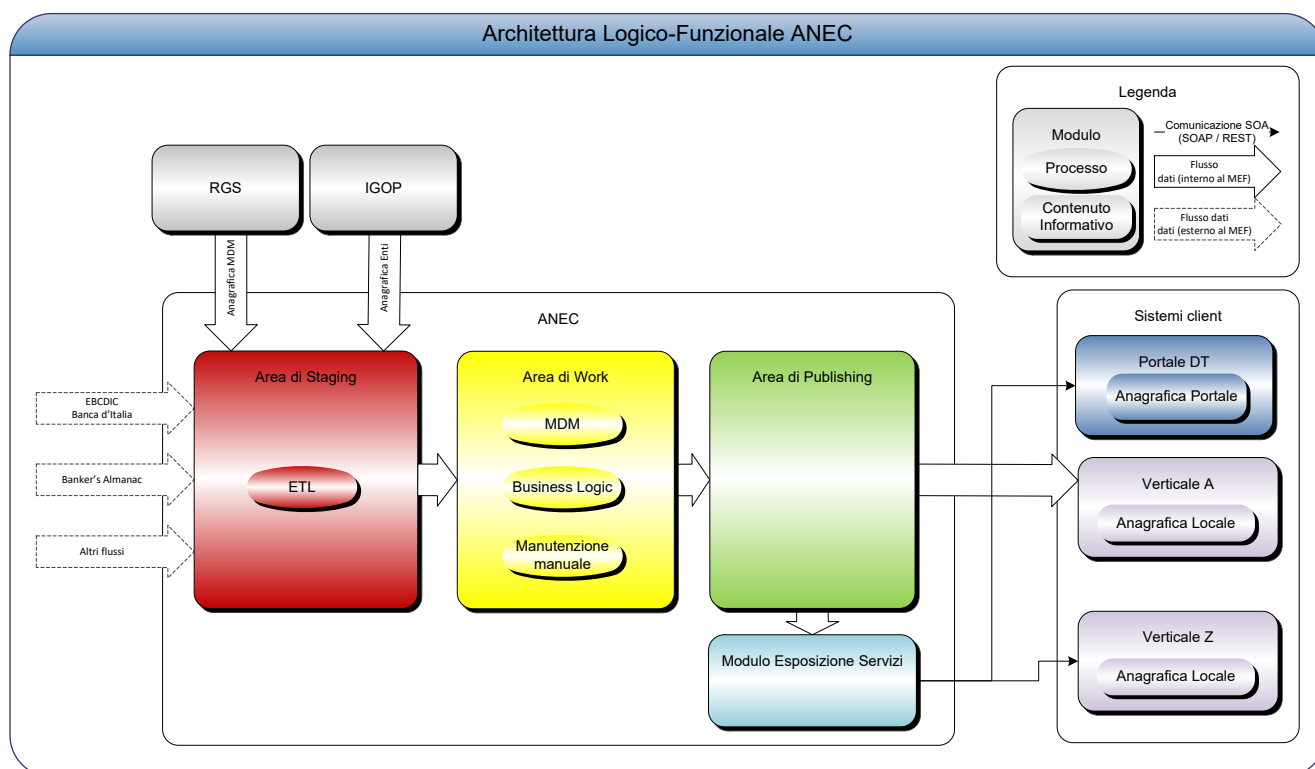 Architettura Logico-Funzionale ANEC
Legenda
Modulo
Processo
Contenuto
Informativo
Comunicazione SOA
(SOAP / REST)
Flusso
dati (interno al MEF)
Flusso dati
dati (esterno al MEF)
RGS
IGOP
Anagrafica MDM
Anagrafica Enti
ANEC
Sistemi client
EBCDIC
Banca d'Italia
Banker's Almanac
Altri flussi
Area di Staging
ETL
Area di Work
MDM
Business Logic
Manutenzione
manuale
Area di Publishing
Modulo Esposizione Servizi
Portale DT
Anagrafica Portale
Verticale A
Anagrafica Locale
Verticale Z
Anagrafica Locale